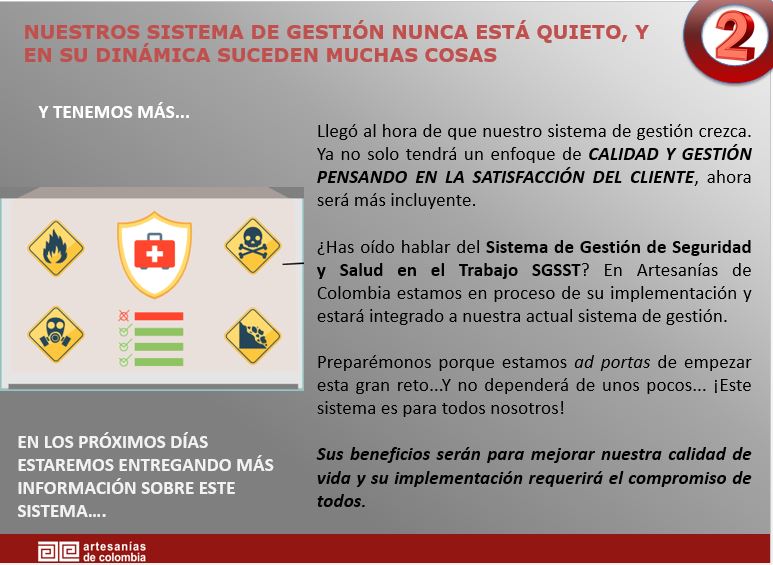 NUESTROS SISTEMA DE GESTIÓN NUNCA ESTÁ QUIETO, Y
EN SU DINÁMICA SUCEDEN MUCHAS COSAS
2
Y TENEMOS MÁS...
Llegó al hora de que nuestro sistema de gestión crezca.
Ya no solo tendrá un enfoque de CALIDAD Y GESTIÓN
PENSANDO EN LA SATISFACCIÓN DEL CLIENTE, ahora
será más incluyente.
¿Has oído hablar del Sistema de Gestión de Seguridad
y Salud en el Trabajo SGSST? En Artesanías de
Colombia estamos en proceso de su implementación y
estará integrado a nuestra actual sistema de gestión.
Preparémonos porque estamos ad portas de empezar
esta gran reto...Y no dependerá de unos pocos... ¡Este
sistema es para todos nosotros!
Sus beneficios serán para mejorar nuestra calidad de
vida y su implementación requerirá el compromiso de
todos.
EN LOS PRÓXIMOS DÍAS
ESTAREMOS ENTREGANDO MÁS
INFORMACIÓN SOBRE ESTE
SISTEMA....
artesanías
de colombia